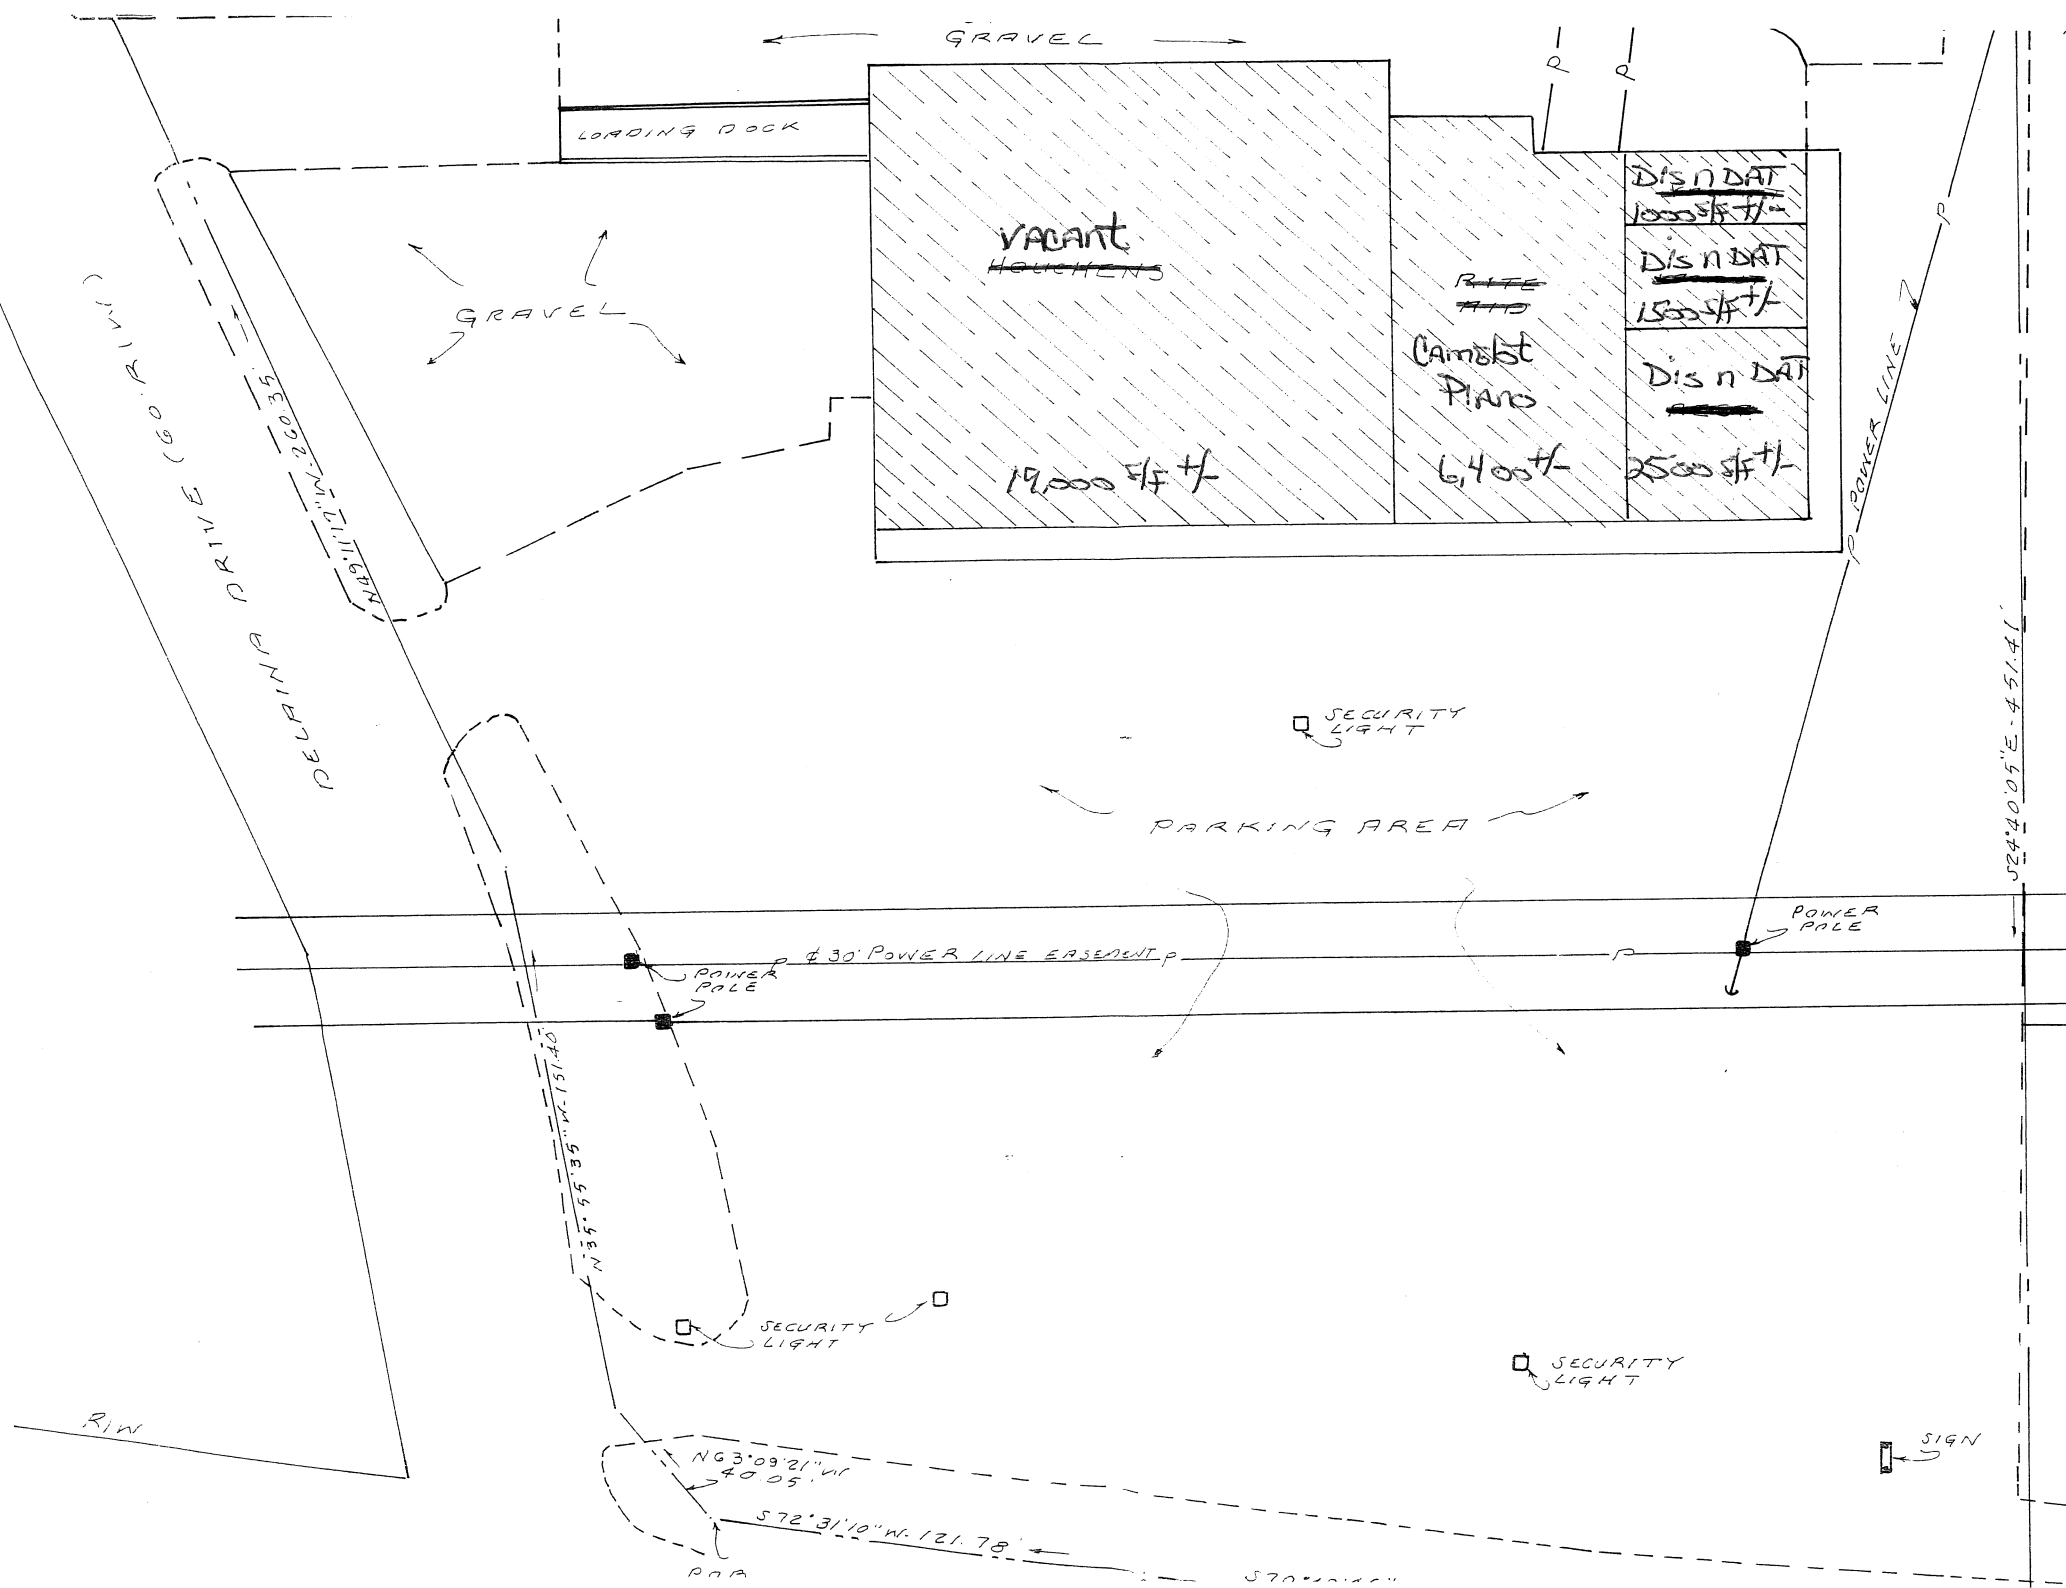 GRAVEL
P P
LOADING DOCK
DIS n DAT
1000 S/F +/-
VACANT
HOUCHENS
DIS n DAT
1500 S/F +/-
RITE
AID
CAMELOT
PIANO
DIS n DAT
19,000 S/F +/-
6,400 +/-
2500 S/F +/-
GRAVEL
P
POWER LINE
P
DELAINA DRIVE (60' R/W)
N49°11'17"W-260.35'
S24°40'05"E-451.41'
SECURITY
LIGHT
PARKING AREA
POWER
POLE
P ₵ 30' POWER LINE EASEMENT P
P
POWER
POLE
N35°55'35"W-151.40'
SECURITY
LIGHT
SECURITY
LIGHT
R/W
SIGN
N63°09'21"W
40.05'
S72°31'10"W-121.78'